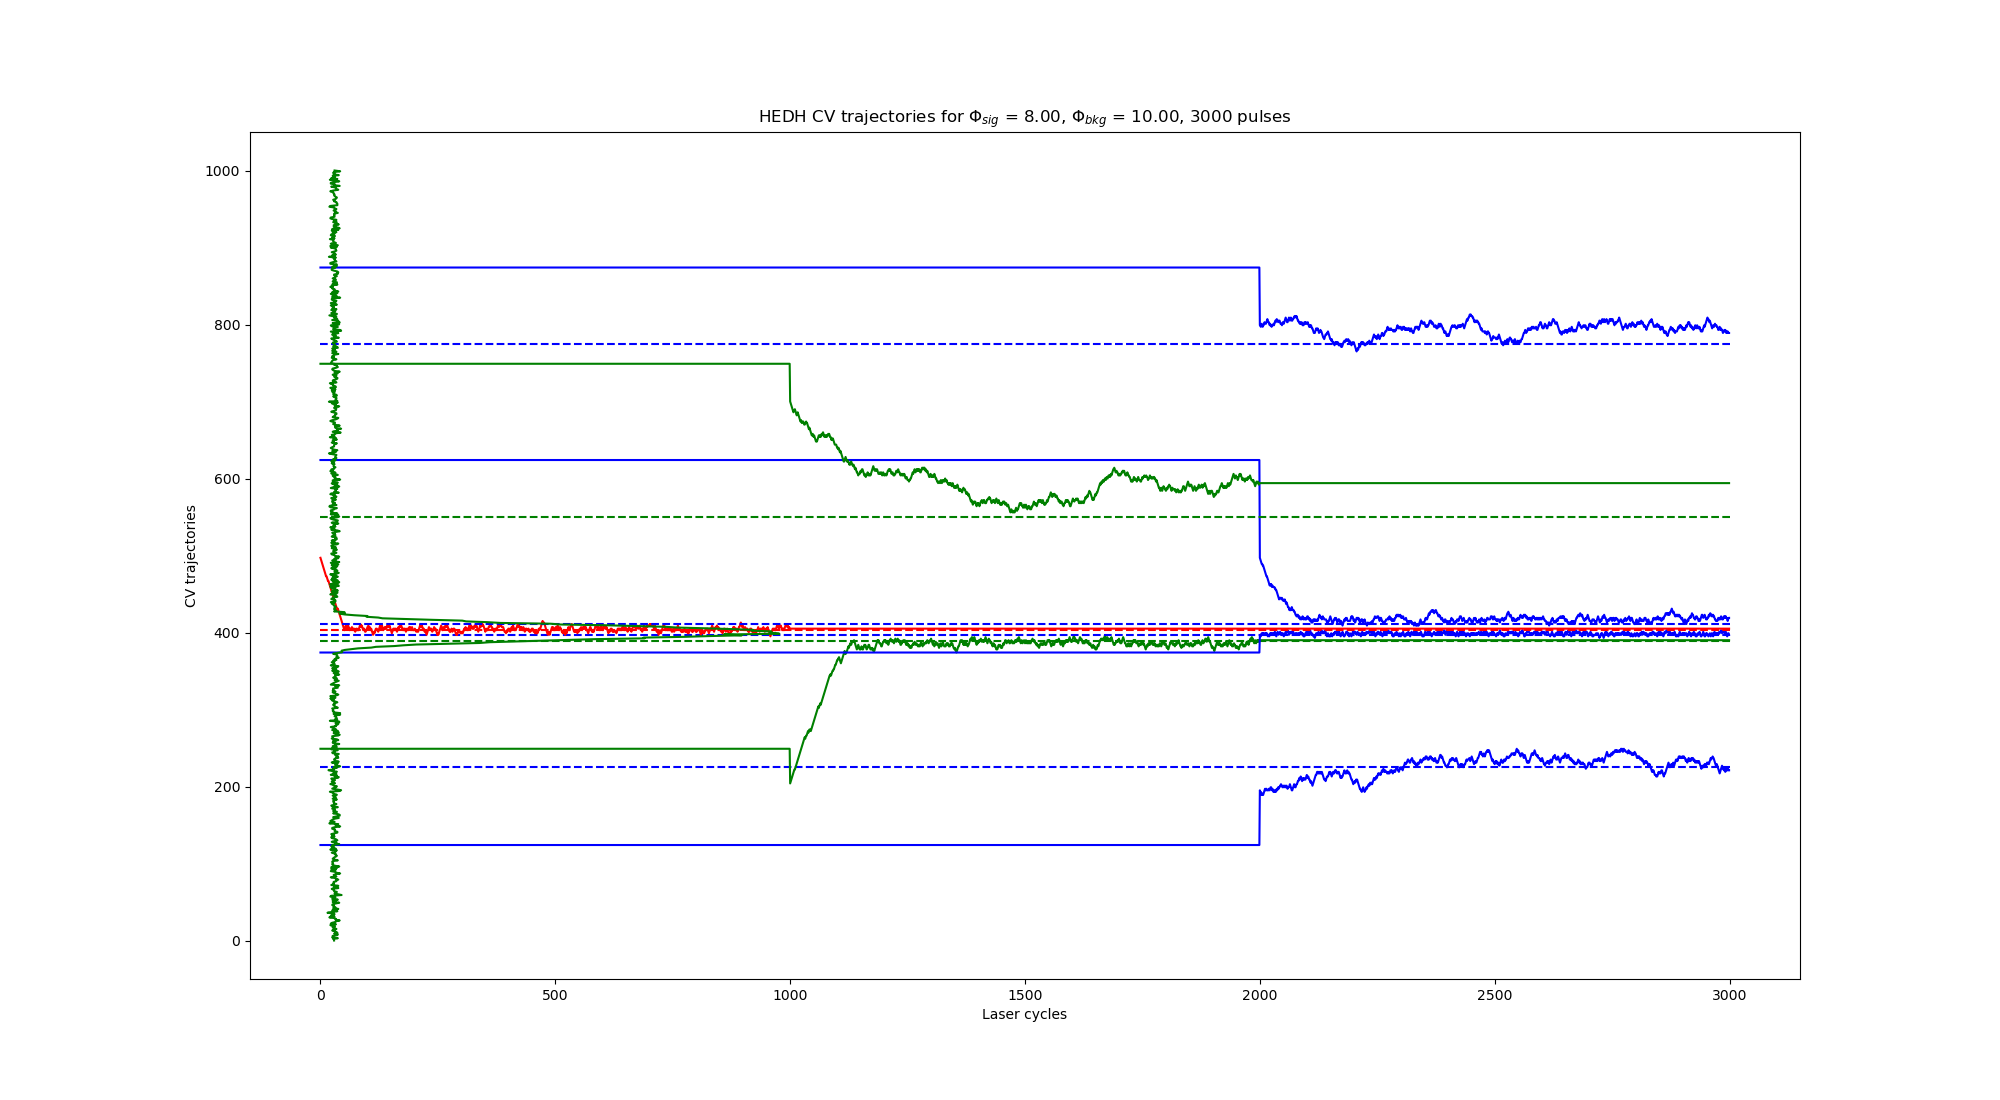 HEDH CV trajectories for Φsig = 8.00, Φbkg = 10.00, 3000 pulses
1000
800
600
400
200
0
CV trajectories
0 500 1000 1500 2000 2500 3000
Laser cycles